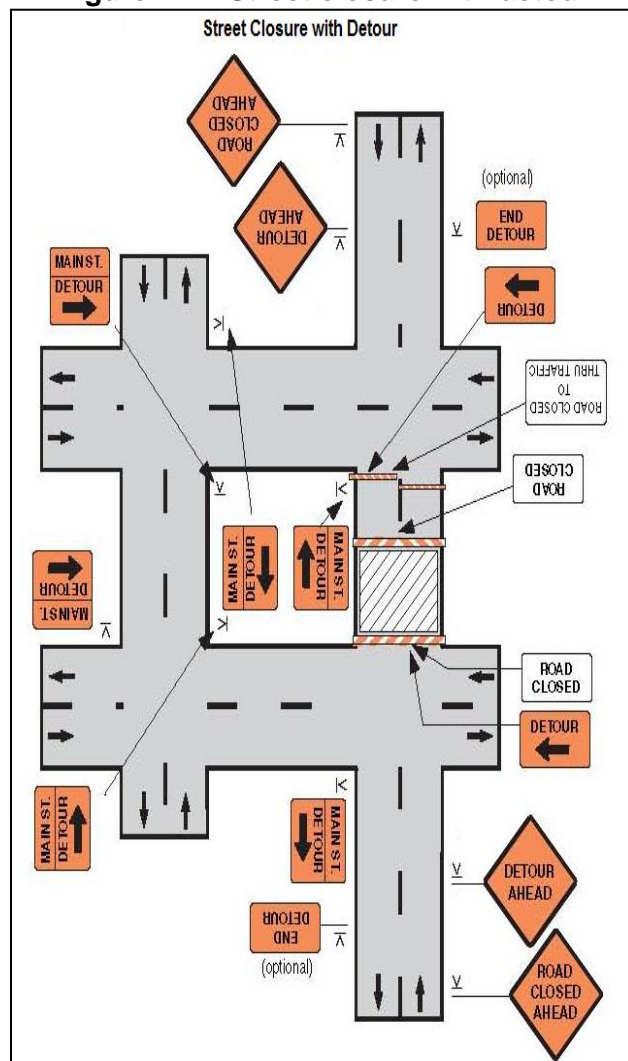 Street Closure with Detour
ROAD
CLOSED
AHEAD
DETOUR
AHEAD
(optional)
END
DETOUR
MAIN ST.
DETOUR
DETOUR
ROAD CLOSED
TO
THRU TRAFFIC
ROAD
CLOSED
MAIN ST.
DETOUR
MAIN ST.
DETOUR
MAIN ST.
DETOUR
ROAD
CLOSED
DETOUR
MAIN ST.
DETOUR
MAIN ST.
DETOUR
DETOUR
AHEAD
END
DETOUR
(optional)
ROAD
CLOSED
AHEAD